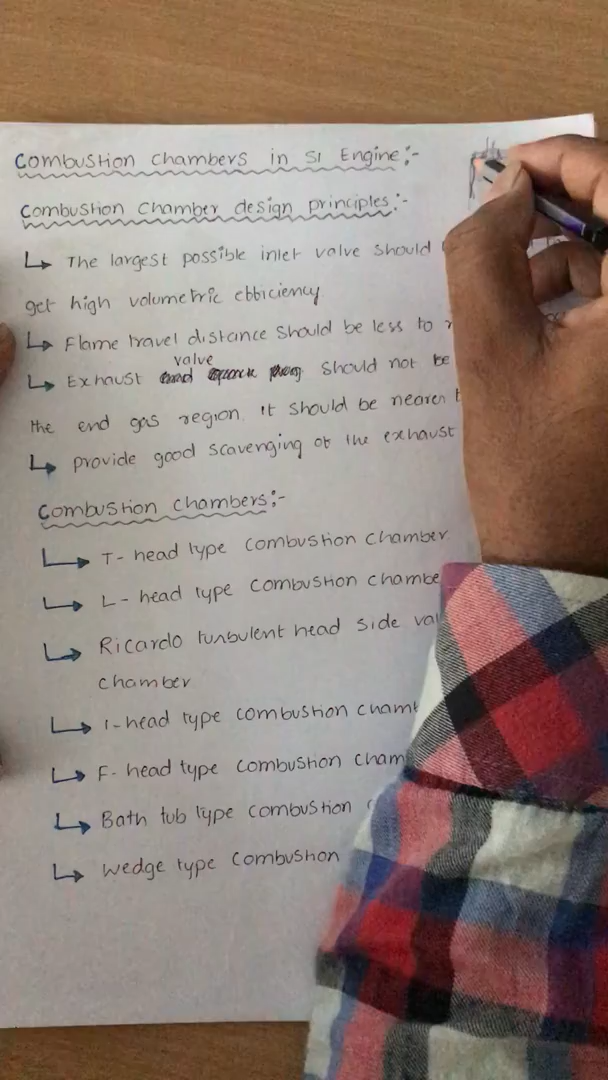 Combustion Chambers in SI Engine:-
Combustion Chamber design principles:-
↳ The largest possible inlet valve should
get high volumetric efficiency
↳ Flame travel distance should be less to
valve
↳ Exhaust should not be
the end gas region. it should be nearer
↳ provide good scavenging of the exhaust
Combustion Chambers:-
↳ T- head type combustion chamber
↳ L- head type combustion
↳ Ricardo turbulent head side
chamber
↳ I-head type combustion
↳ F- head type combustion
↳ Bath tub type combustion
↳ Wedge type combustion